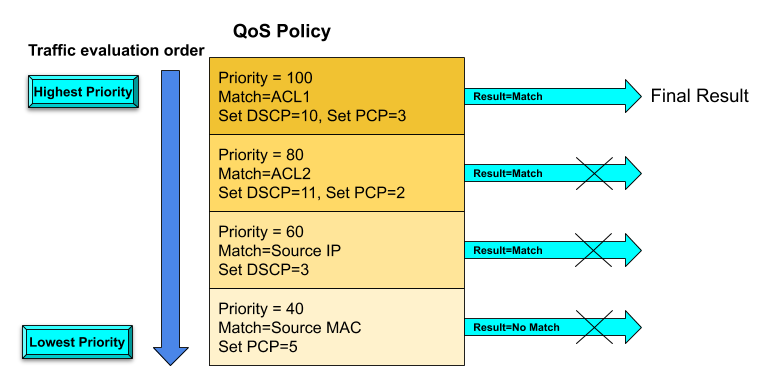 QoS Policy
Traffic evaluation order
Highest Priority
Priority = 100
Match=ACL1
Set DSCP=10, Set PCP=3
Result=Match
Final Result
Priority = 80
Match=ACL2
Set DSCP=11, Set PCP=2
Result=Match
Priority = 60
Match=Source IP
Set DSCP=3
Result=Match
Priority = 40
Match=Source MAC
Set PCP=5
Result=No Match
Lowest Priority